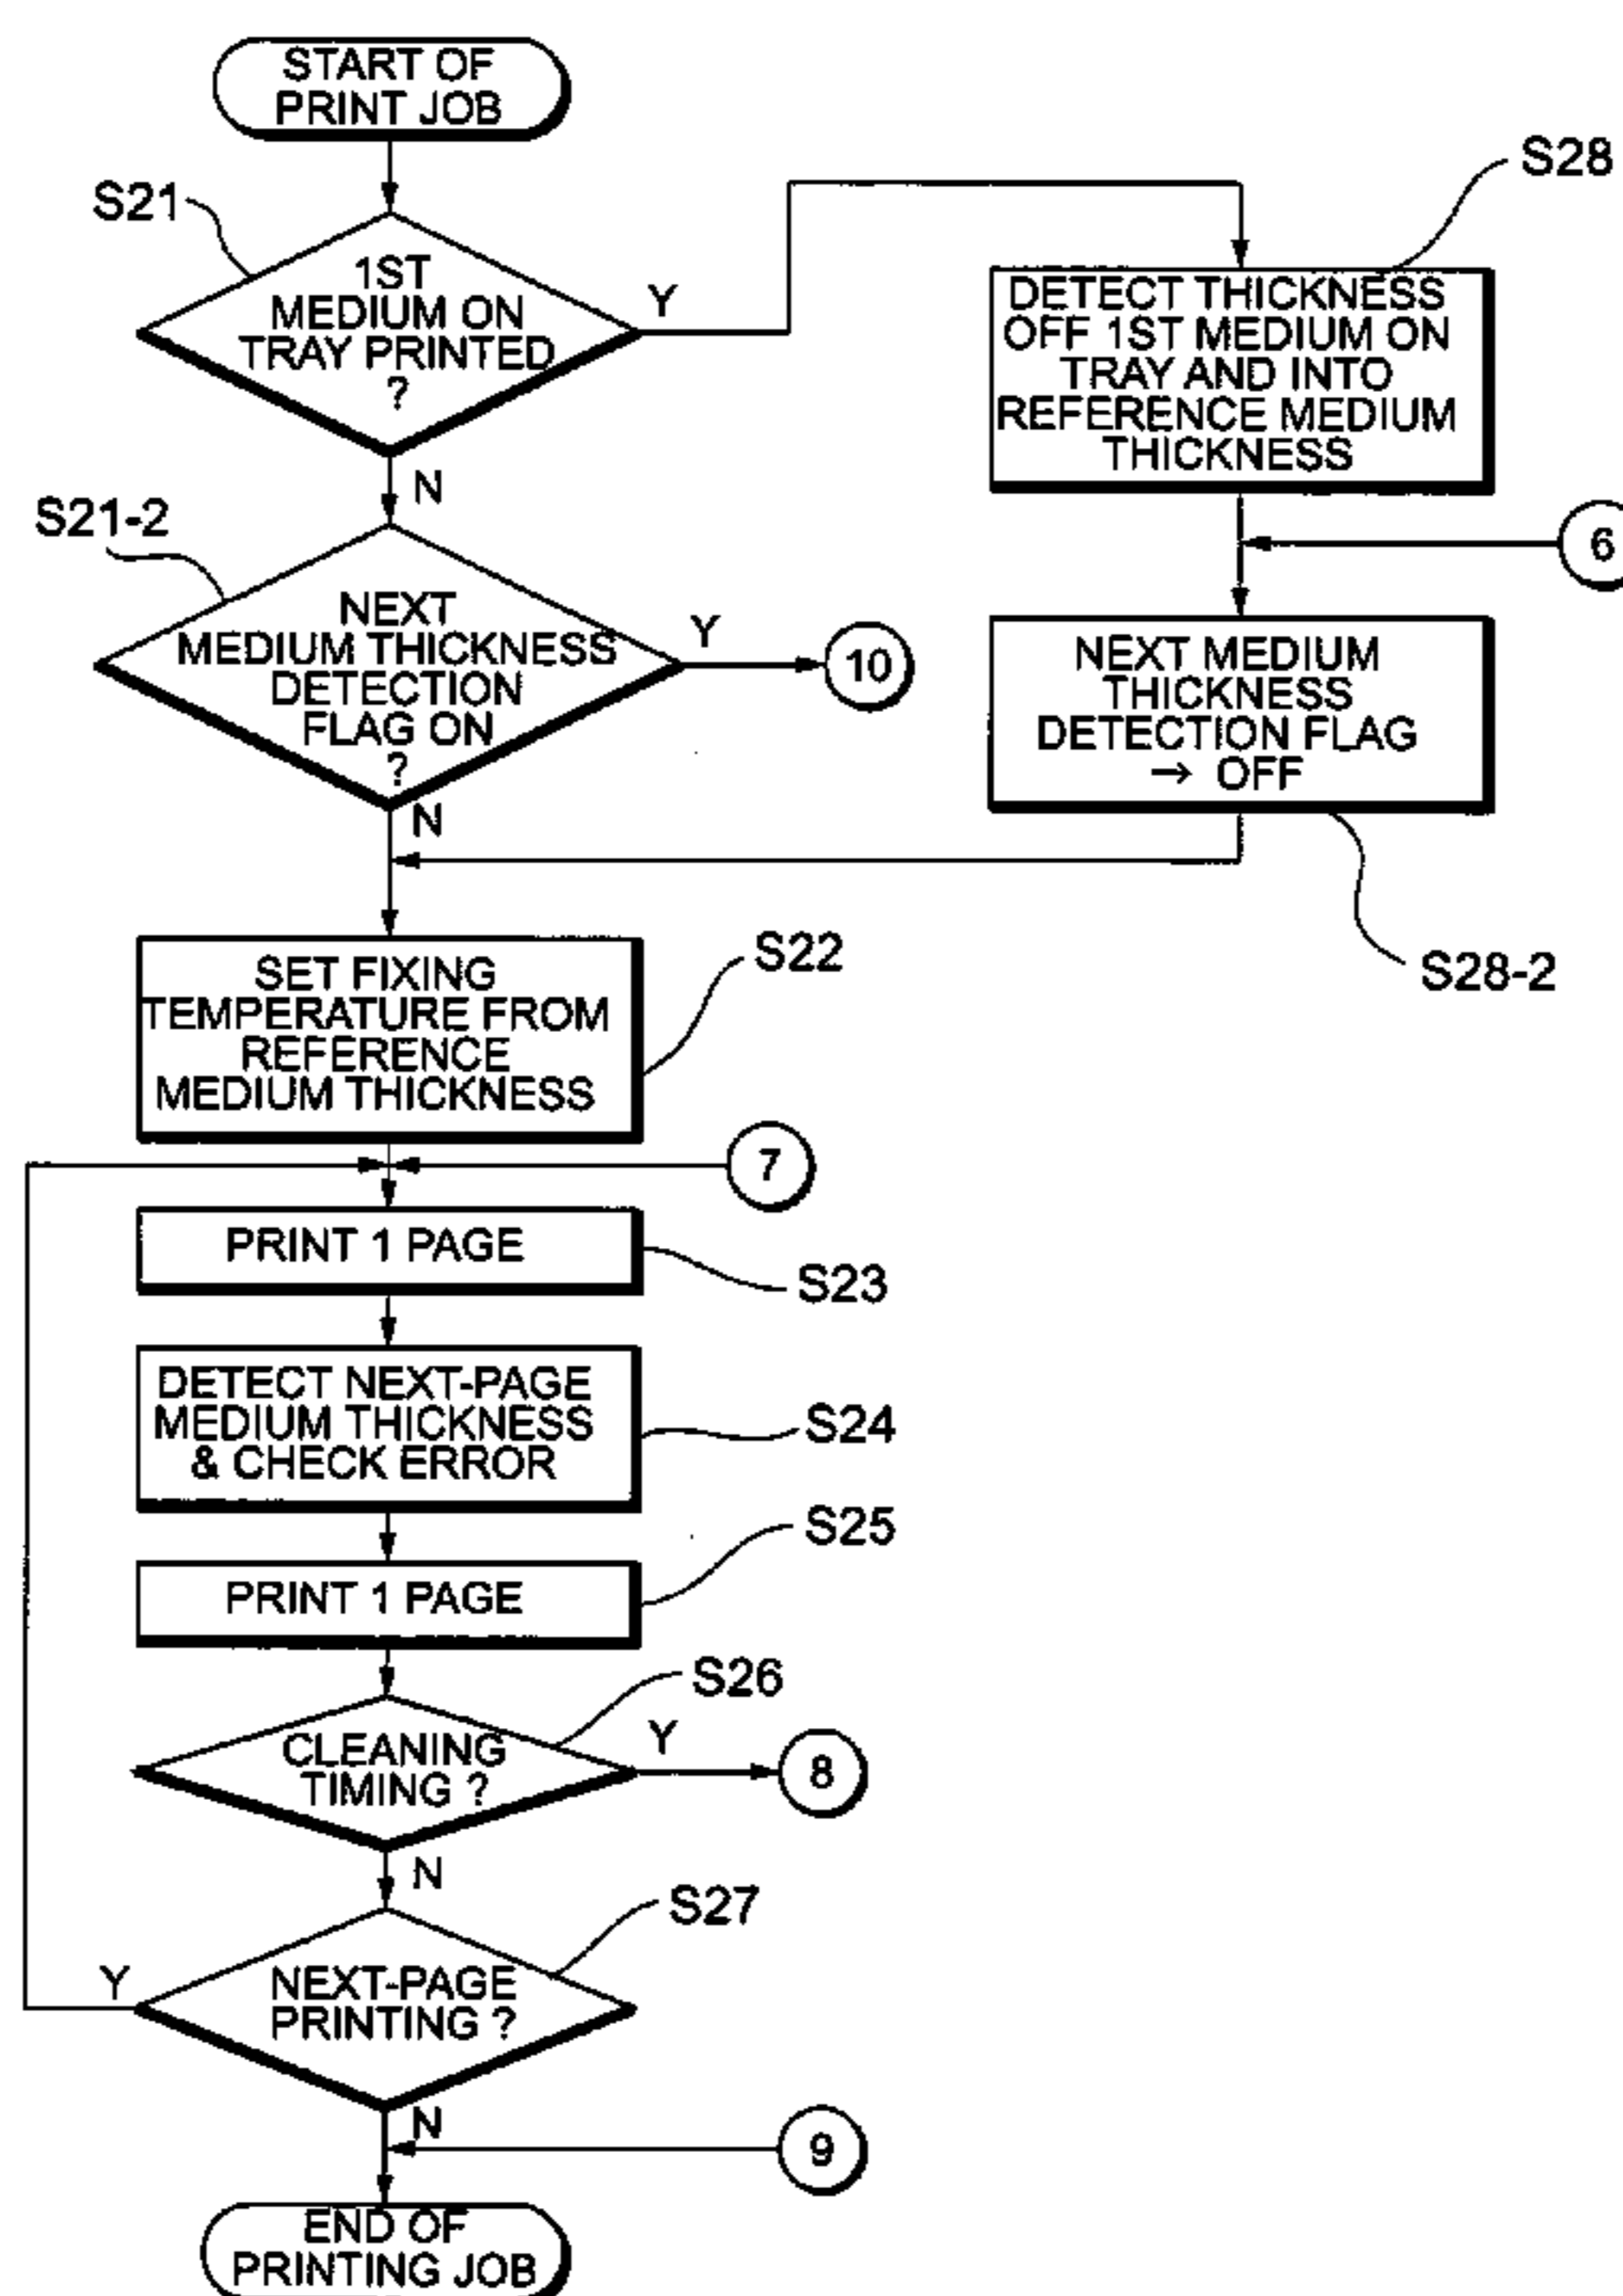 START OF
PRINT JOB
S21
1ST
MEDIUM ON
TRAY PRINTED
?
Y
N
S28
DETECT THICKNESS
OFF 1ST MEDIUM ON
TRAY AND INTO
REFERENCE MEDIUM
THICKNESS
6
S21-2
NEXT
MEDIUM THICKNESS
DETECTION
FLAG ON
?
Y
10
N
NEXT MEDIUM
THICKNESS
DETECTION FLAG
→ OFF
S28-2
SET FIXING
TEMPERATURE FROM
REFERENCE
MEDIUM THICKNESS
S22
7
PRINT 1 PAGE
S23
DETECT NEXT-PAGE
MEDIUM THICKNESS
& CHECK ERROR
S24
PRINT 1 PAGE
S25
S26
CLEANING
TIMING ?
Y
8
N
S27
NEXT-PAGE
PRINTING ?
Y
N
9
END OF
PRINTING JOB